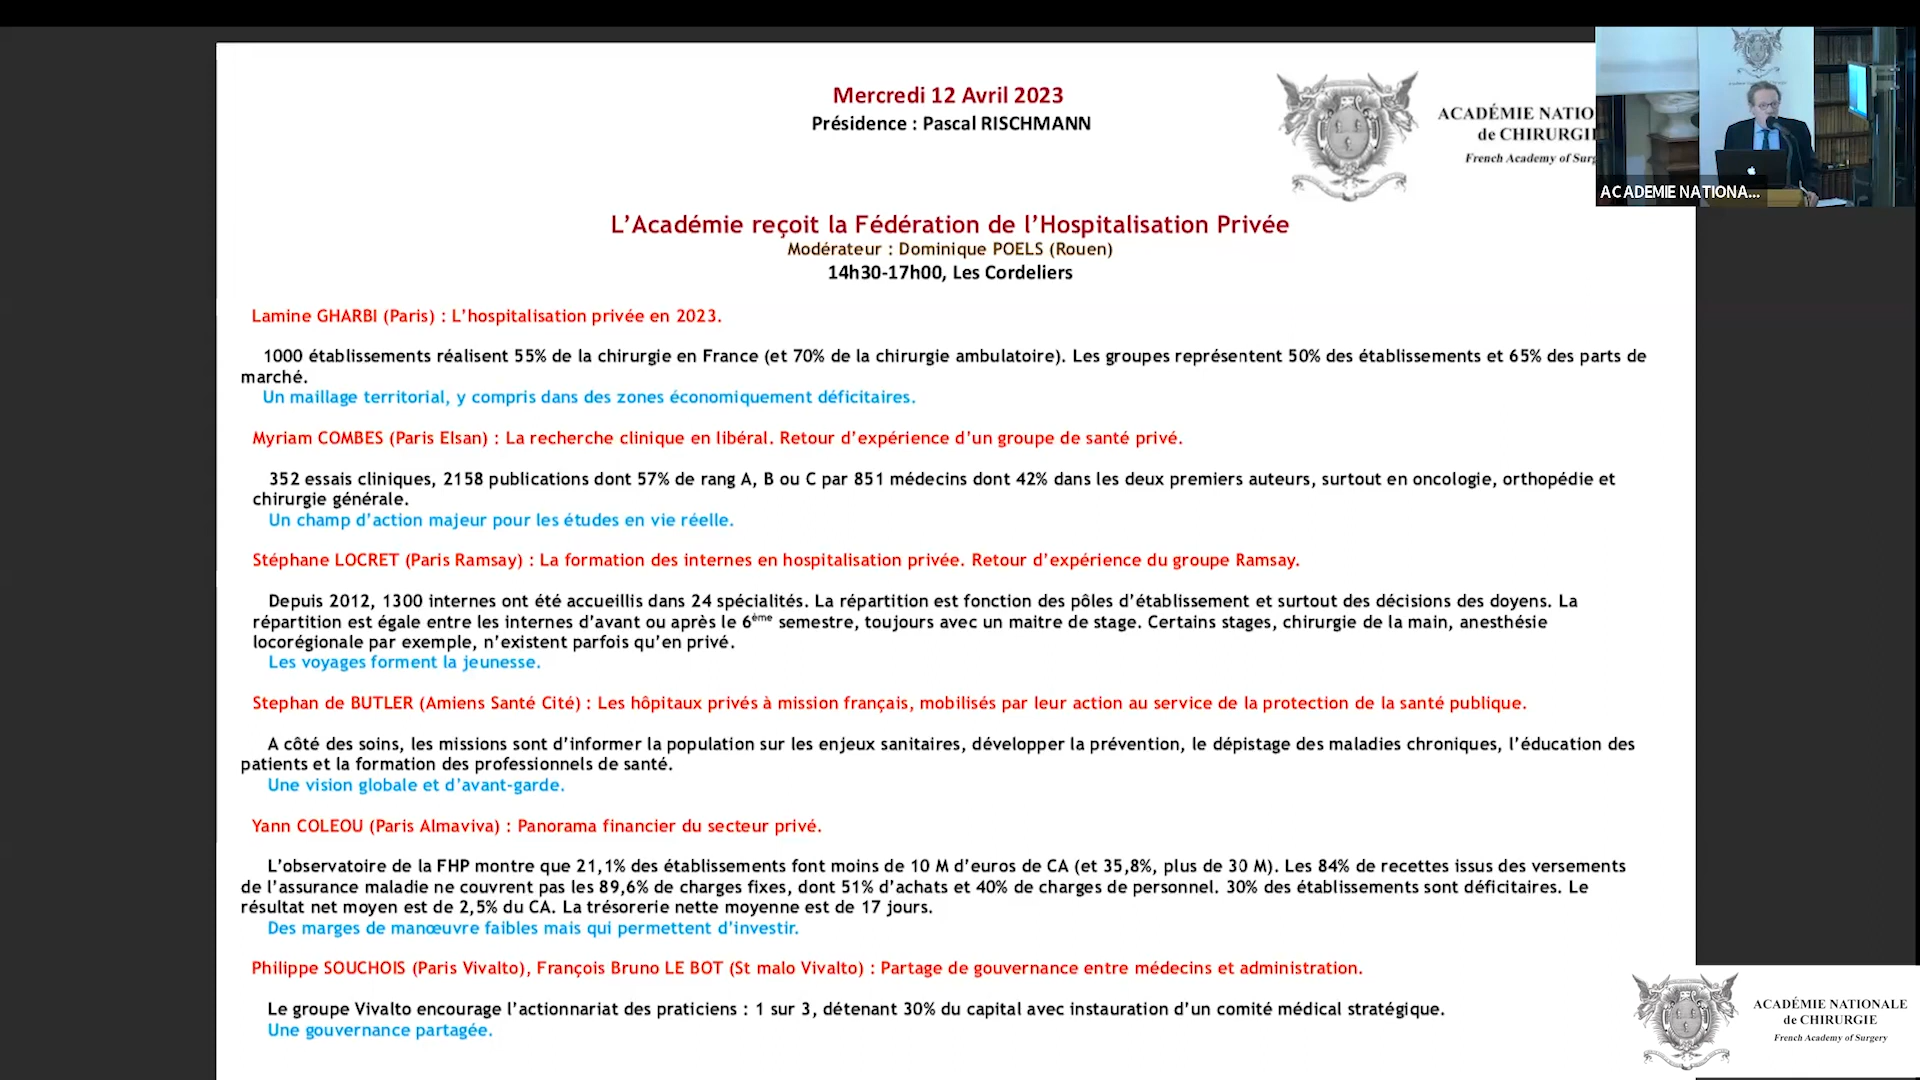 Mercredi 12 Avril 2023
Présidence : Pascal RISCHMANN
ACADÉMIE NATIO
de CHIRURGI
French Academy of Surg
ACADEMIE NATIONA...
L’Académie reçoit la Fédération de l’Hospitalisation Privée
Modérateur : Dominique POELS (Rouen)
14h30-17h00, Les Cordeliers
Lamine GHARBI (Paris) : L’hospitalisation privée en 2023.
1000 établissements réalisent 55% de la chirurgie en France (et 70% de la chirurgie ambulatoire). Les groupes représentent 50% des établissements et 65% des parts de
marché.
Un maillage territorial, y compris dans des zones économiquement déficitaires.
Myriam COMBES (Paris Elsan) : La recherche clinique en libéral. Retour d’expérience d’un groupe de santé privé.
352 essais cliniques, 2158 publications dont 57% de rang A, B ou C par 851 médecins dont 42% dans les deux premiers auteurs, surtout en oncologie, orthopédie et
chirurgie générale.
Un champ d’action majeur pour les études en vie réelle.
Stéphane LOCRET (Paris Ramsay) : La formation des internes en hospitalisation privée. Retour d’expérience du groupe Ramsay.
Depuis 2012, 1300 internes ont été accueillis dans 24 spécialités. La répartition est fonction des pôles d’établissement et surtout des décisions des doyens. La
répartition est égale entre les internes d’avant ou après le 6ème semestre, toujours avec un maitre de stage. Certains stages, chirurgie de la main, anesthésie
locorégionale par exemple, n’existent parfois qu’en privé.
Les voyages forment la jeunesse.
Stephan de BUTLER (Amiens Santé Cité) : Les hôpitaux privés à mission français, mobilisés par leur action au service de la protection de la santé publique.
A côté des soins, les missions sont d’informer la population sur les enjeux sanitaires, développer la prévention, le dépistage des maladies chroniques, l’éducation des
patients et la formation des professionnels de santé.
Une vision globale et d’avant-garde.
Yann COLEOU (Paris Almaviva) : Panorama financier du secteur privé.
L’observatoire de la FHP montre que 21,1% des établissements font moins de 10 M d’euros de CA (et 35,8%, plus de 30 M). Les 84% de recettes issus des versements
de l’assurance maladie ne couvrent pas les 89,6% de charges fixes, dont 51% d’achats et 40% de charges de personnel. 30% des établissements sont déficitaires. Le
résultat net moyen est de 2,5% du CA. La trésorerie nette moyenne est de 17 jours.
Des marges de manœuvre faibles mais qui permettent d’investir.
Philippe SOUCHOIS (Paris Vivalto), François Bruno LE BOT (St malo Vivalto) : Partage de gouvernance entre médecins et administration.
Le groupe Vivalto encourage l’actionnariat des praticiens : 1 sur 3, détenant 30% du capital avec instauration d’un comité médical stratégique.
Une gouvernance partagée.
ACADÉMIE NATIONALE
de CHIRURGIE
French Academy of Surgery